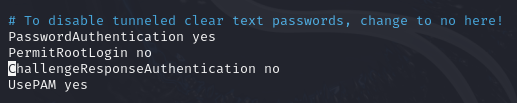 # To disable tunneled clear text passwords, change to no here!
PasswordAuthentication yes
PermitRootLogin no
ChallengeResponseAuthentication no
UsePAM yes